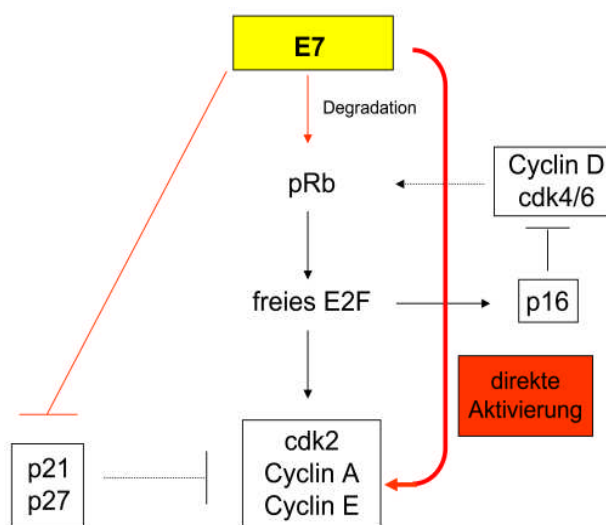 E7
Degradation
pRb
Cyclin D
cdk4/6
freies E2F
p16
direkte
Aktivierung
cdk2
Cyclin A
Cyclin E
p21
p27